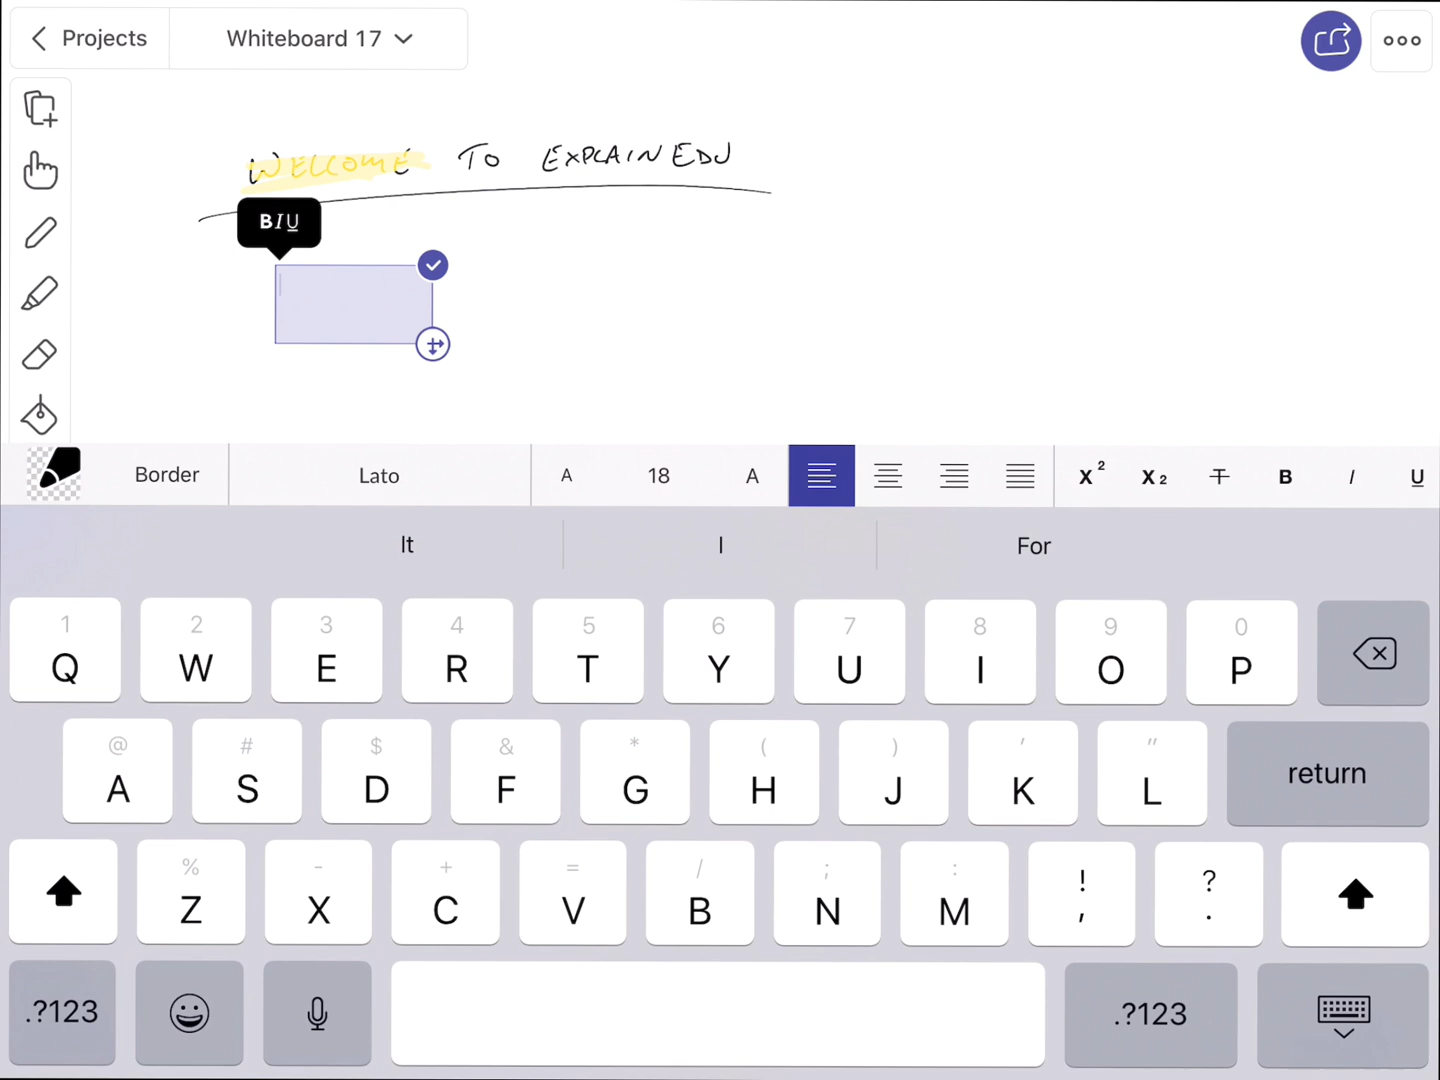 Projects
Whiteboard 17
WELCOME TO EXPLAIN EDU
BIU
Border
Lato
A
18
A
X²
X₂
T
B
I
U
It
I
For
1 2 3 4 5 6 7 8 9 0
Q W E R T Y U I O P
@ # $ & * ( ) ' "
A S D F G H J K L
return
% - + = / ; : ! ?
Z X C V B N M , .
.?123
.?123